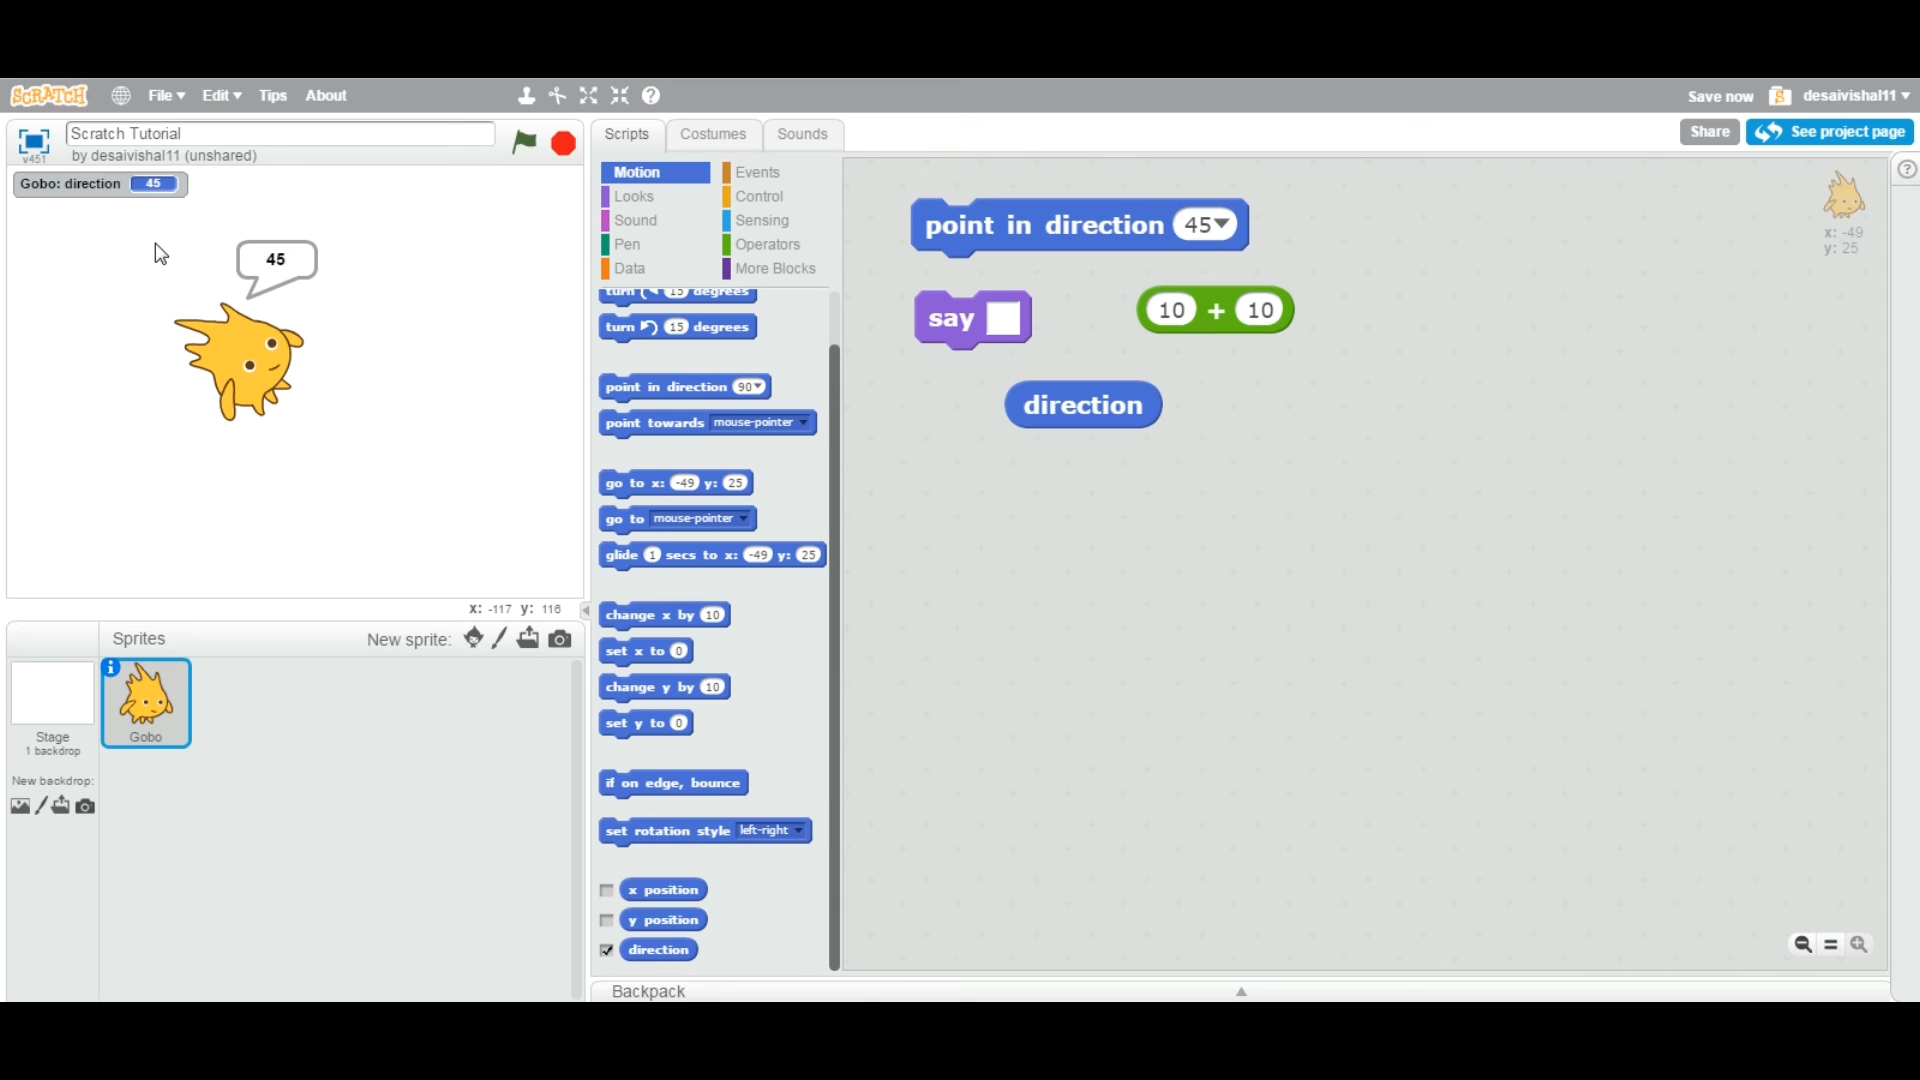 SCRATCH File Edit Tips About Save now desaivishal11
v451 Scratch Tutorial
by desaivishal11 (unshared)
Scripts Costumes Sounds Share See project page
Gobo: direction 45
45
Motion Events
Looks Control
Sound Sensing
Pen Operators
Data More Blocks
turn 15 degrees
turn 15 degrees
point in direction 90
point towards mouse-pointer
go to x: -49 y: 25
go to mouse-pointer
glide 1 secs to x: -49 y: 25
change x by 10
set x to 0
change y by 10
set y to 0
if on edge, bounce
set rotation style left-right
x position
y position
direction
point in direction 45
say
10 + 10
direction
x: -49
y: 25
x: -117 y: 116
Sprites New sprite:
Stage
1 backdrop
New backdrop:
Gobo
Backpack